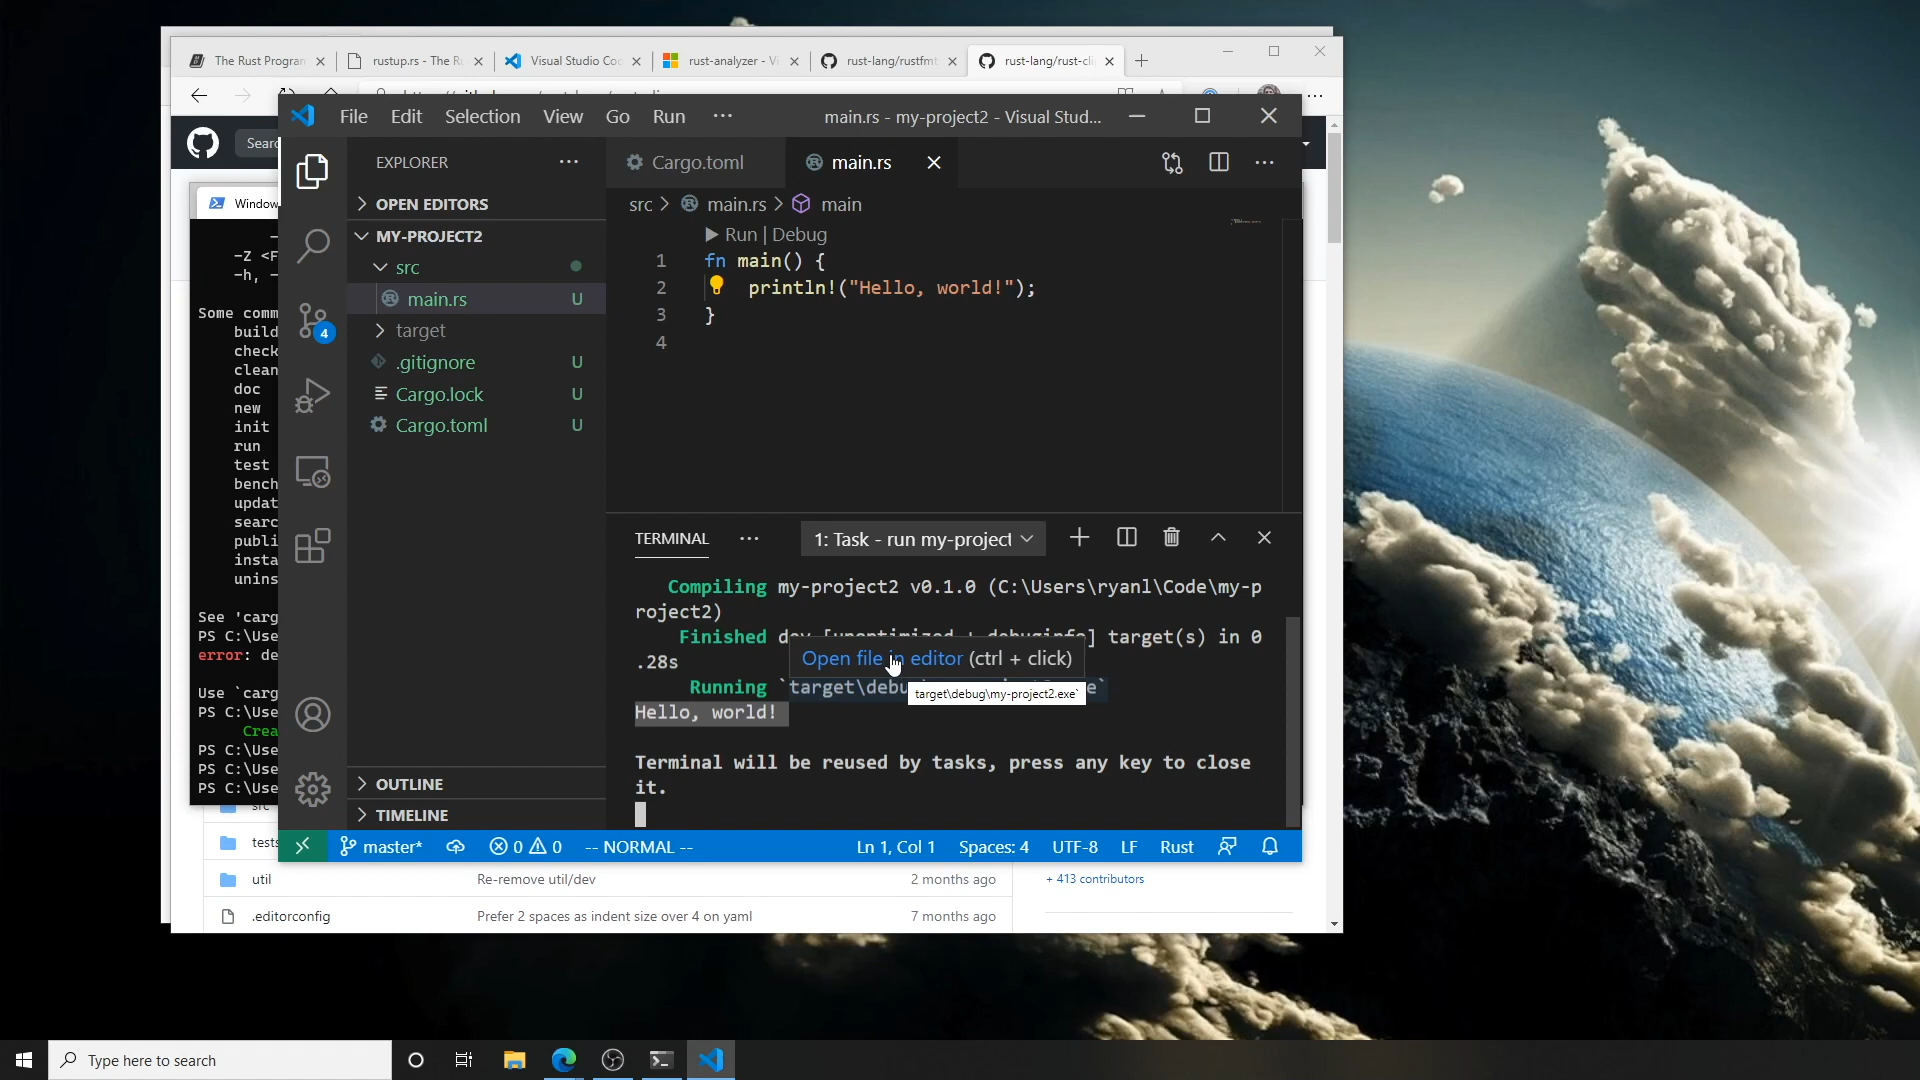 The Rust Program
rustup.rs - The Ru
Visual Studio Cod
rust-analyzer - Vi
rust-lang/rustfmt
rust-lang/rust-cli
Sear
File Edit Selection View Go Run ···
main.rs - my-project2 - Visual Stud...
EXPLORER ···
Cargo.toml
main.rs
OPEN EDITORS
src > main.rs > main
MY-PROJECT2
Run | Debug
src
main.rs U
target
.gitignore U
Cargo.lock U
Cargo.toml U
1 fn main() {
2 println!("Hello, world!");
3 }
4
4
OUTLINE
TIMELINE
Window
-Z <F
-h, -
Some comm
build
check
clean
doc
new
init
run
test
bench
updat
searc
publi
insta
unins
See 'carg
PS C:\Use
error: de
Use `carg
PS C:\Use
Crea
PS C:\Use
PS C:\Use
PS C:\Use
TERMINAL ··· 1: Task - run my-project
Compiling my-project2 v0.1.0 (C:\Users\ryanl\Code\my-p
roject2)
Finished dev [unoptimized + debuginfo] target(s) in 0
.28s
Open file in editor (ctrl + click)
Running `target\debu e`
target\debug\my-project2.exe`
Hello, world!
Terminal will be reused by tasks, press any key to close
it.
master* 0 0 -- NORMAL -- Ln 1, Col 1 Spaces: 4 UTF-8 LF Rust
src
tests
util Re-remove util/dev 2 months ago
+ 413 contributors
.editorconfig Prefer 2 spaces as indent size over 4 on yaml 7 months ago
Type here to search